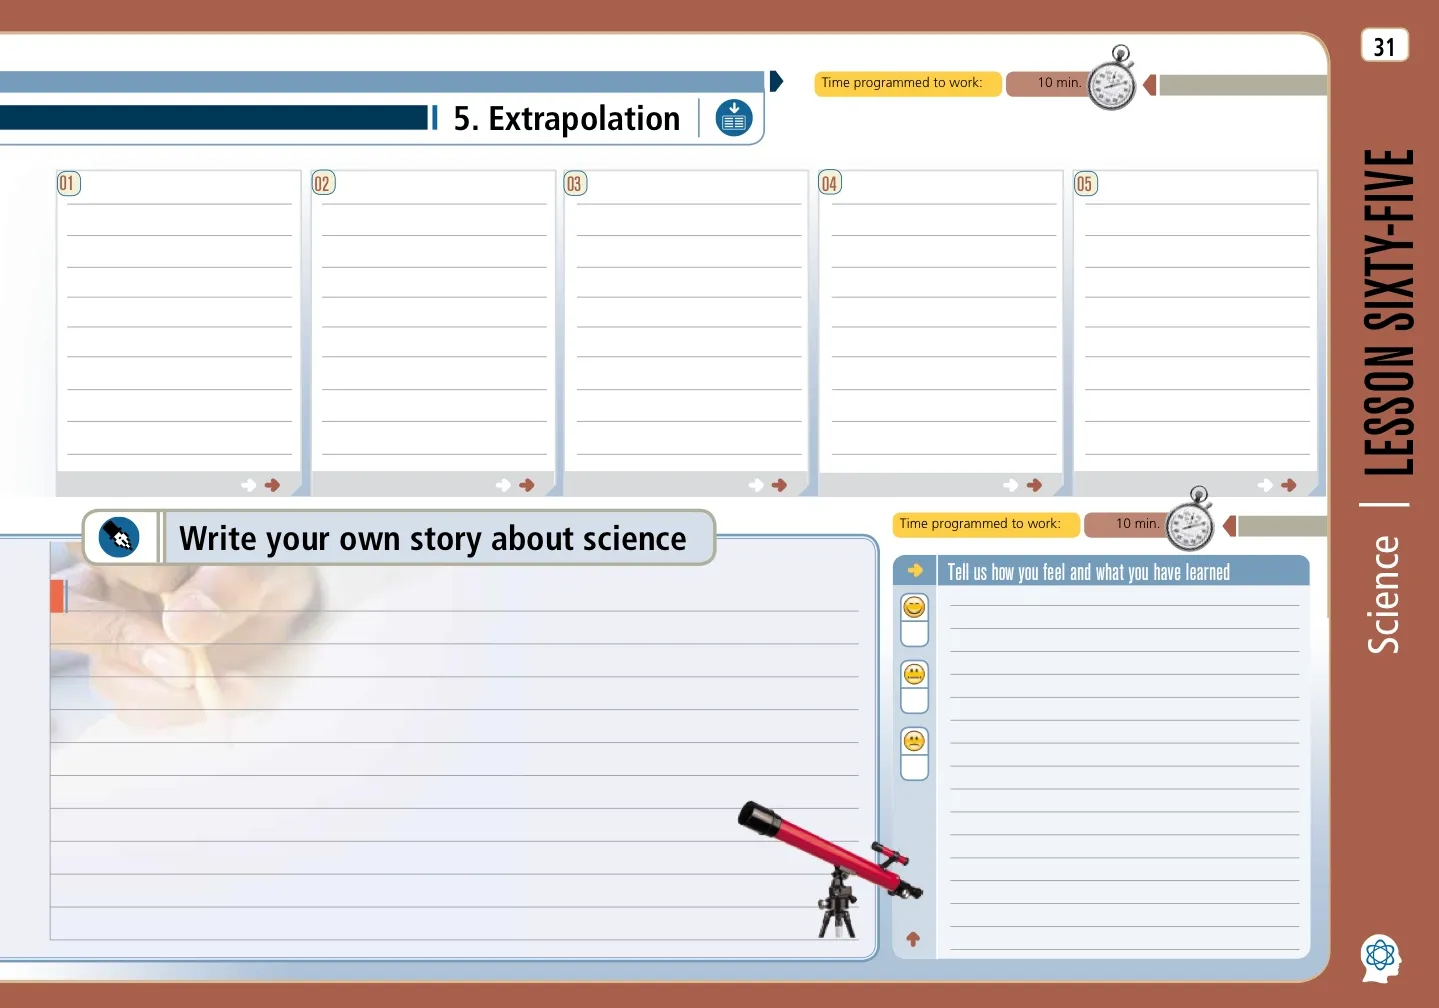 31
Time programmed to work:
10 min.
5. Extrapolation
01
02
03
04
05
LESSON SIXTY-FIVE
Science
Write your own story about science
Time programmed to work:
10 min.
Tell us how you feel and what you have learned